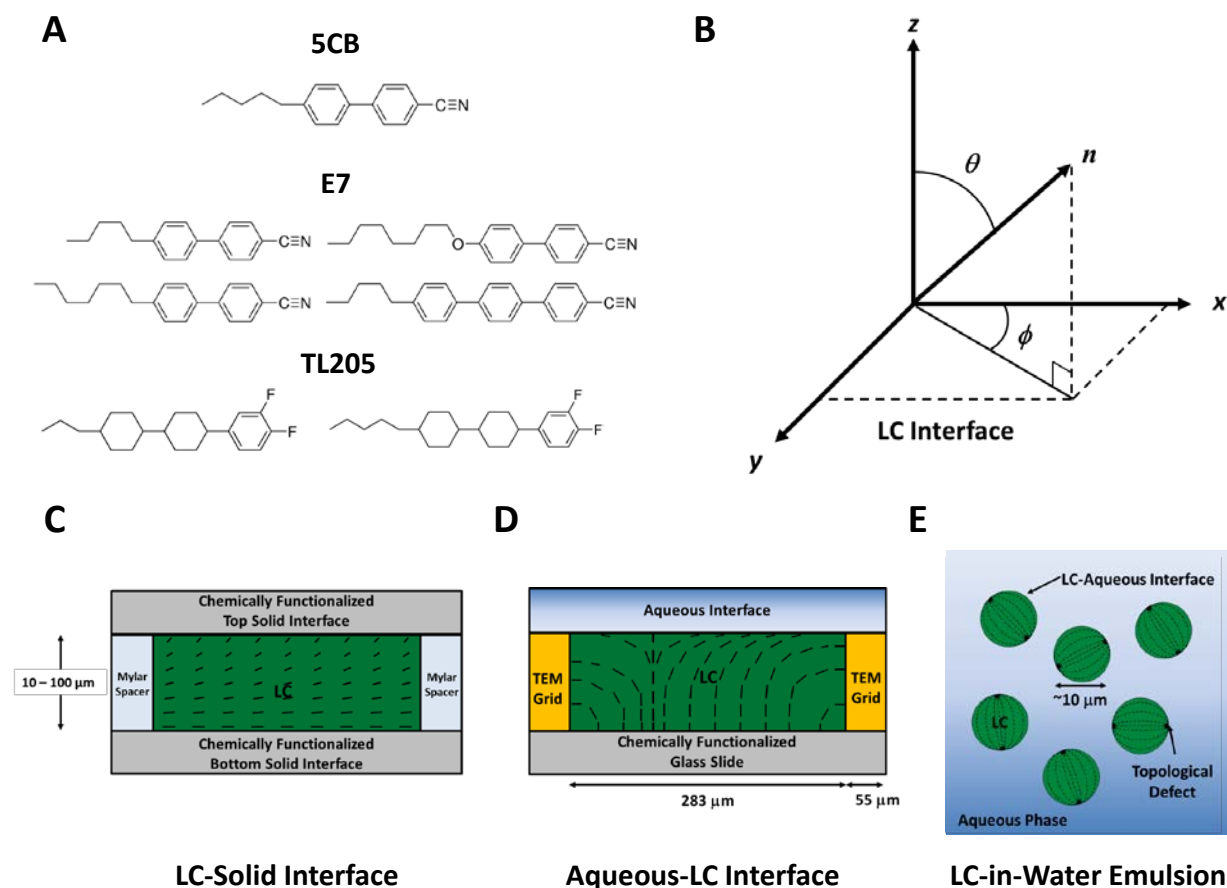 A
5CB
C≡N
E7
C≡N
O
C≡N
C≡N
C≡N
TL205
F
F
F
F
B
z
θ
n
x
ϕ
LC Interface
y
C
Chemically Functionalized
Top Solid Interface
10 – 100 μm
Mylar
Spacer
LC
Mylar
Spacer
Chemically Functionalized
Bottom Solid Interface
LC-Solid Interface
D
Aqueous Interface
TEM
Grid
LC
TEM
Grid
Chemically Functionalized
Glass Slide
283 μm
55 μm
Aqueous-LC Interface
E
LC-Aqueous Interface
~10 μm
LC
Topological
Defect
Aqueous Phase
LC-in-Water Emulsion